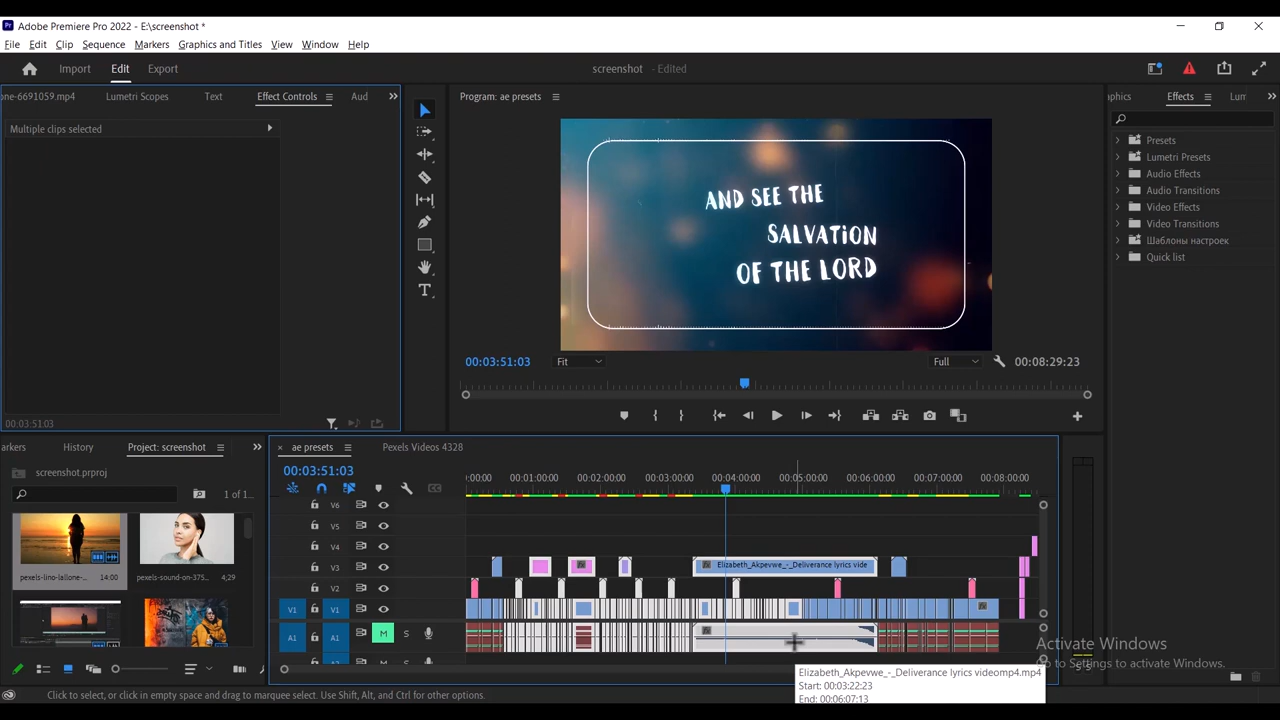 Adobe Premiere Pro 2022 - E:\screenshot *
File Edit Clip Sequence Markers Graphics and Titles View Window Help
Import Edit Export
screenshot - Edited
one-6691059.mp4 Lumetri Scopes Text Effect Controls Aud
Multiple clips selected
00:03:51:03
Program: ae presets
AND SEE THE
SALVATION
OF THE LORD
00:03:51:03 Fit Full 00:08:29:23
phics Effects Lum
Presets
Lumetri Presets
Audio Effects
Audio Transitions
Video Effects
Video Transitions
Шаблоны настроек
Quick list
arkers History Project: screenshot
screenshot.prproj
1 of 1...
pexels-lino-lallone-... 14:00 pexels-sound-on-375... 4;29
ae presets Pexels Videos 4328
00:03:51:03
:00:00 00:01:00:00 00:02:00:00 00:03:00:00 00:04:00:00 00:05:00:00 00:06:00:00 00:07:00:00 00:08:00:00
V6
V5
V4
V3 Elizabeth_Akpevwe_-_Deliverance lyrics vide
V2
V1 V1
A1 A1 M S
Elizabeth_Akpevwe_-_Deliverance lyrics videomp4.mp4
Start: 00:03:22:23
End: 00:06:07:13
Activate Windows
Go to Settings to activate Windows.
Click to select, or click in empty space and drag to marquee select. Use Shift, Alt, and Ctrl for other options.